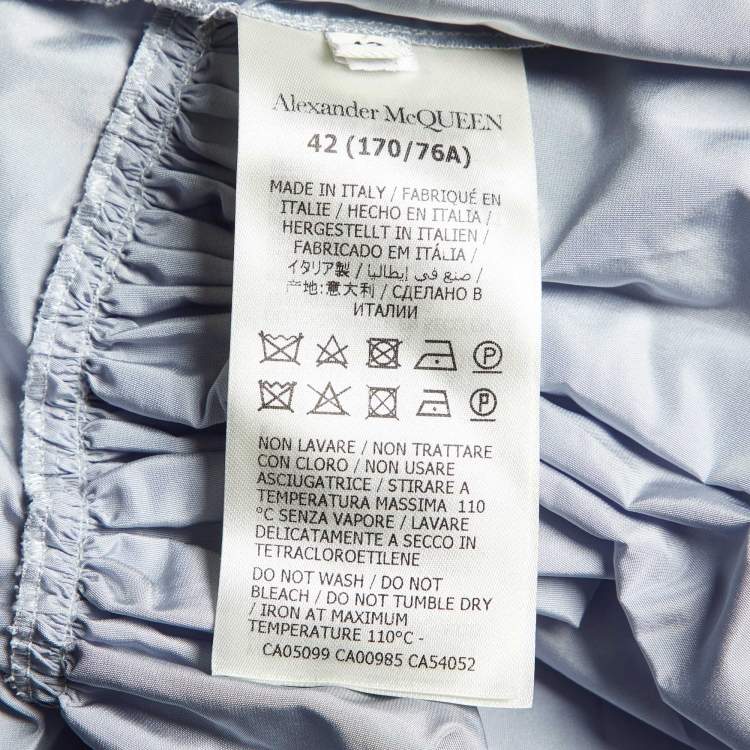 Alexander McQUEEN
42 (170/76A)
MADE IN ITALY / FABRIQUÉ EN
ITALIE / HECHO EN ITALIA /
HERGESTELLT IN ITALIEN /
FABRICADO EM ITÁLIA /
イタリア製 / صنع في إيطاليا /
产地:意大利 / СДЕЛАНО В
ИТАЛИИ
P
P
NON LAVARE / NON TRATTARE
CON CLORO / NON USARE
ASCIUGATRICE / STIRARE A
TEMPERATURA MASSIMA 110
°C SENZA VAPORE / LAVARE
DELICATAMENTE A SECCO IN
TETRACLOROETILENE
DO NOT WASH / DO NOT
BLEACH / DO NOT TUMBLE DRY
/ IRON AT MAXIMUM
TEMPERATURE 110°C -
CA05099 CA00985 CA54052